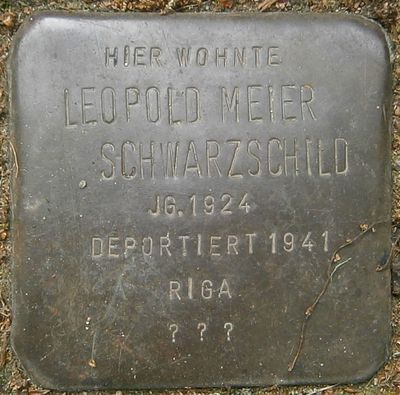 HIER WOHNTE
LEOPOLD MEIER
SCHWARZSCHILD
JG. 1924
DEPORTIERT 1941
RIGA
? ? ?